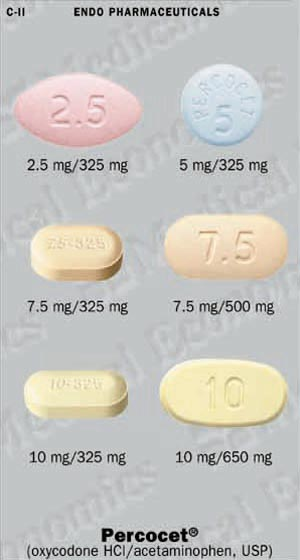 C-II ENDO PHARMACEUTICALS
2.5
PERCOCET
5
2.5 mg/325 mg 5 mg/325 mg
7.5-325
7.5
7.5 mg/325 mg 7.5 mg/500 mg
10-325
10
10 mg/325 mg 10 mg/650 mg
Percocet®
(oxycodone HCl/acetaminophen, USP)